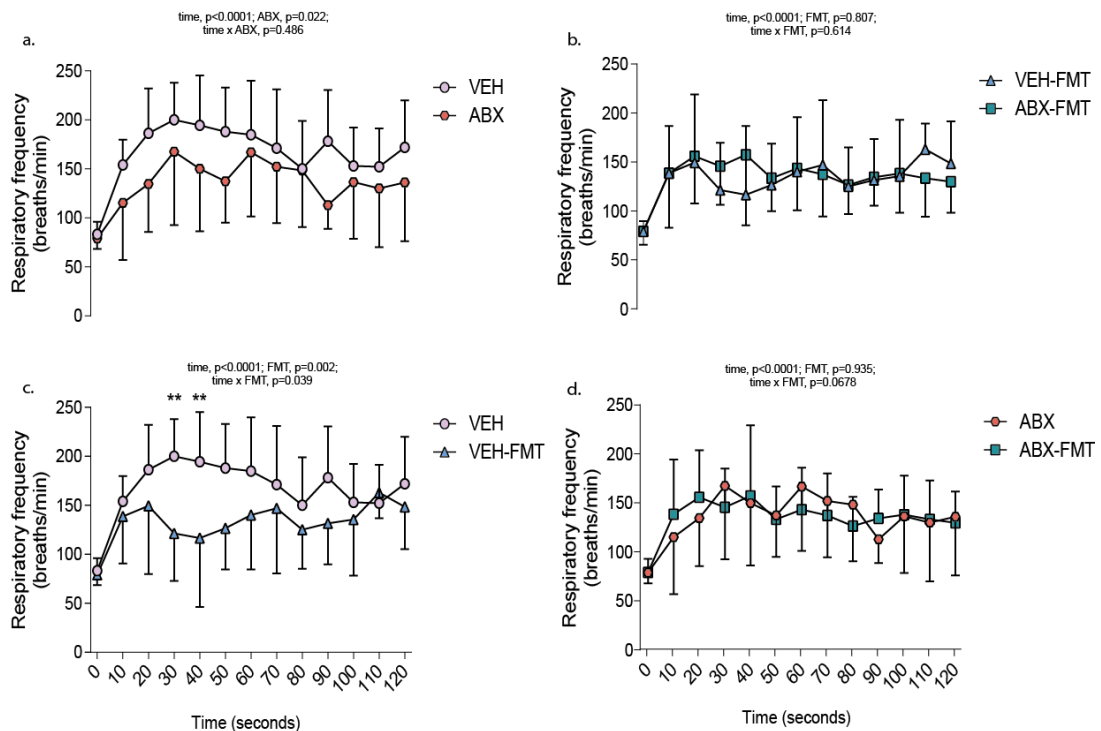 time, p<0.0001; ABX, p=0.022;
time x ABX, p=0.486
a.
Respiratory frequency
(breaths/min)
250
200
150
100
50
0
VEH
ABX
time, p<0.0001; FMT, p=0.807;
time x FMT, p=0.614
b.
Respiratory frequency
(breaths/min)
250
200
150
100
50
0
VEH-FMT
ABX-FMT
time, p<0.0001; FMT, p=0.002;
time x FMT, p=0.039
c.
** **
Respiratory frequency
(breaths/min)
250
200
150
100
50
0
VEH
VEH-FMT
0 10 20 30 40 50 60 70 80 90 100 110 120
Time (seconds)
time, p<0.0001; FMT, p=0.935;
time x FMT, p=0.0678
d.
Respiratory frequency
(breaths/min)
250
200
150
100
50
0
ABX
ABX-FMT
0 10 20 30 40 50 60 70 80 90 100 110 120
Time (seconds)